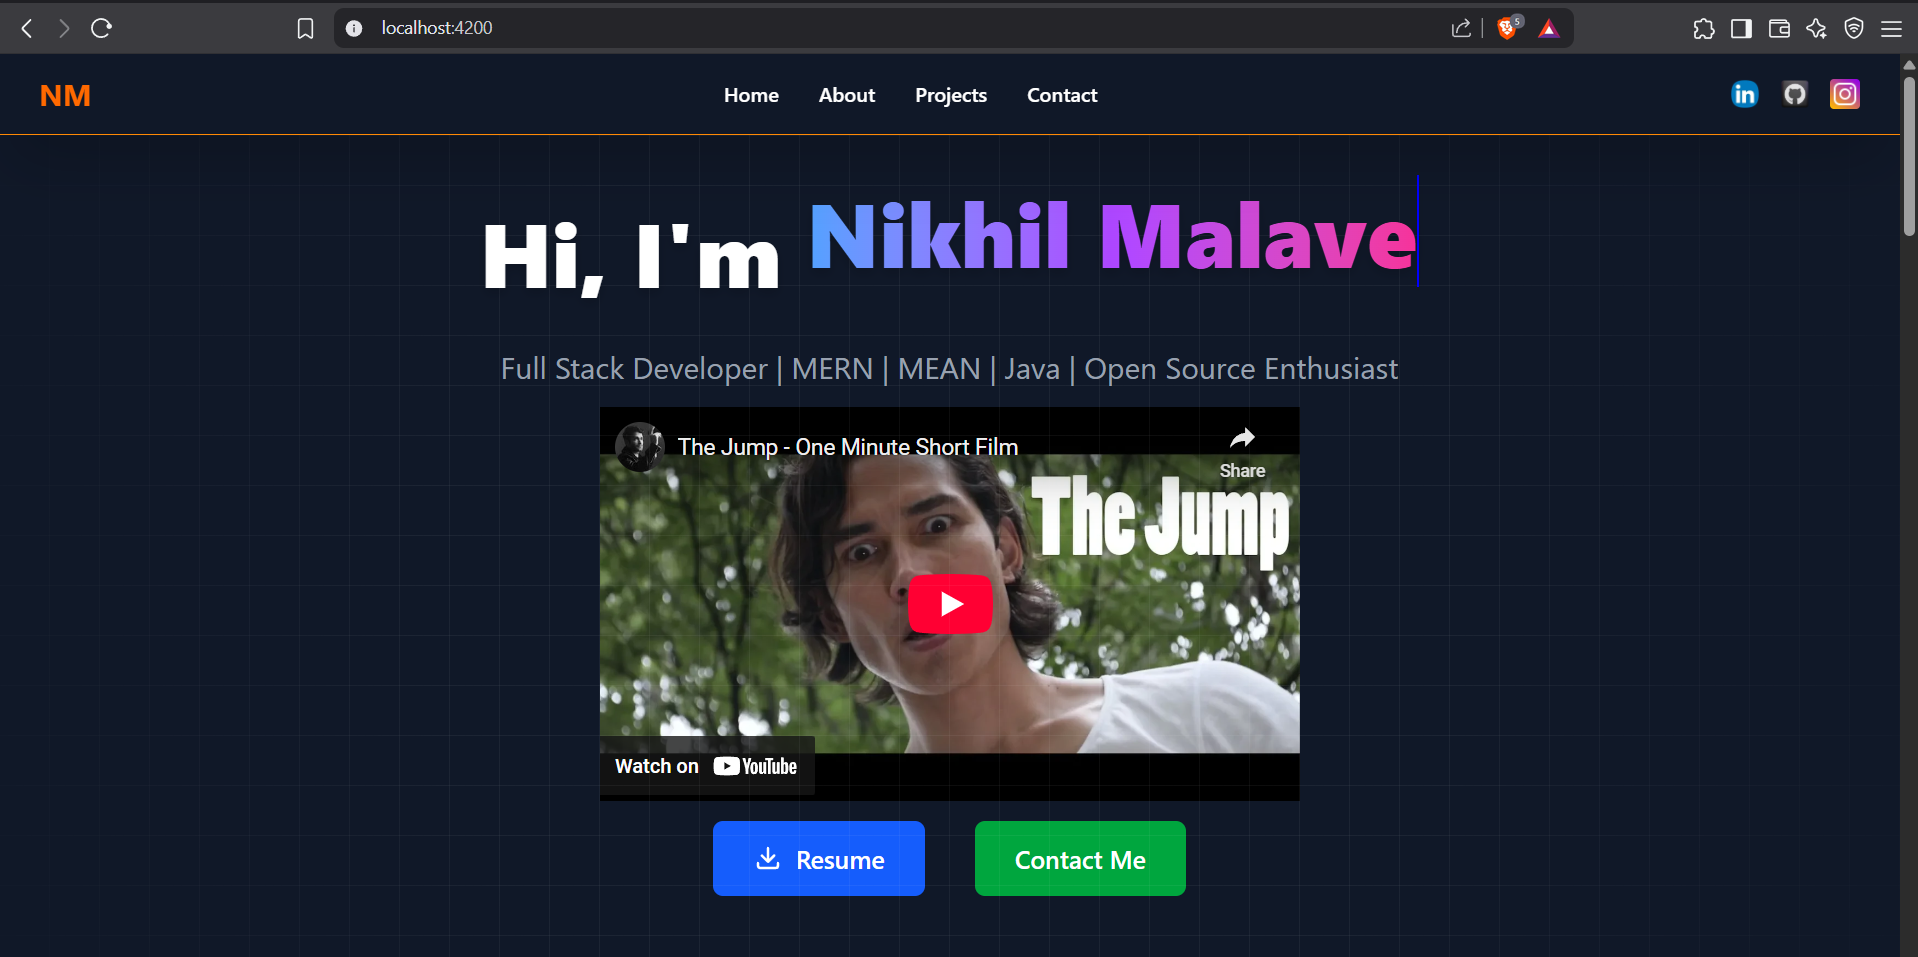 localhost:4200
5
NM
Home About Projects Contact
in
Hi, I'm Nikhil Malave
Full Stack Developer | MERN | MEAN | Java | Open Source Enthusiast
The Jump - One Minute Short Film
Share
The Jump
Watch on YouTube
Resume Contact Me